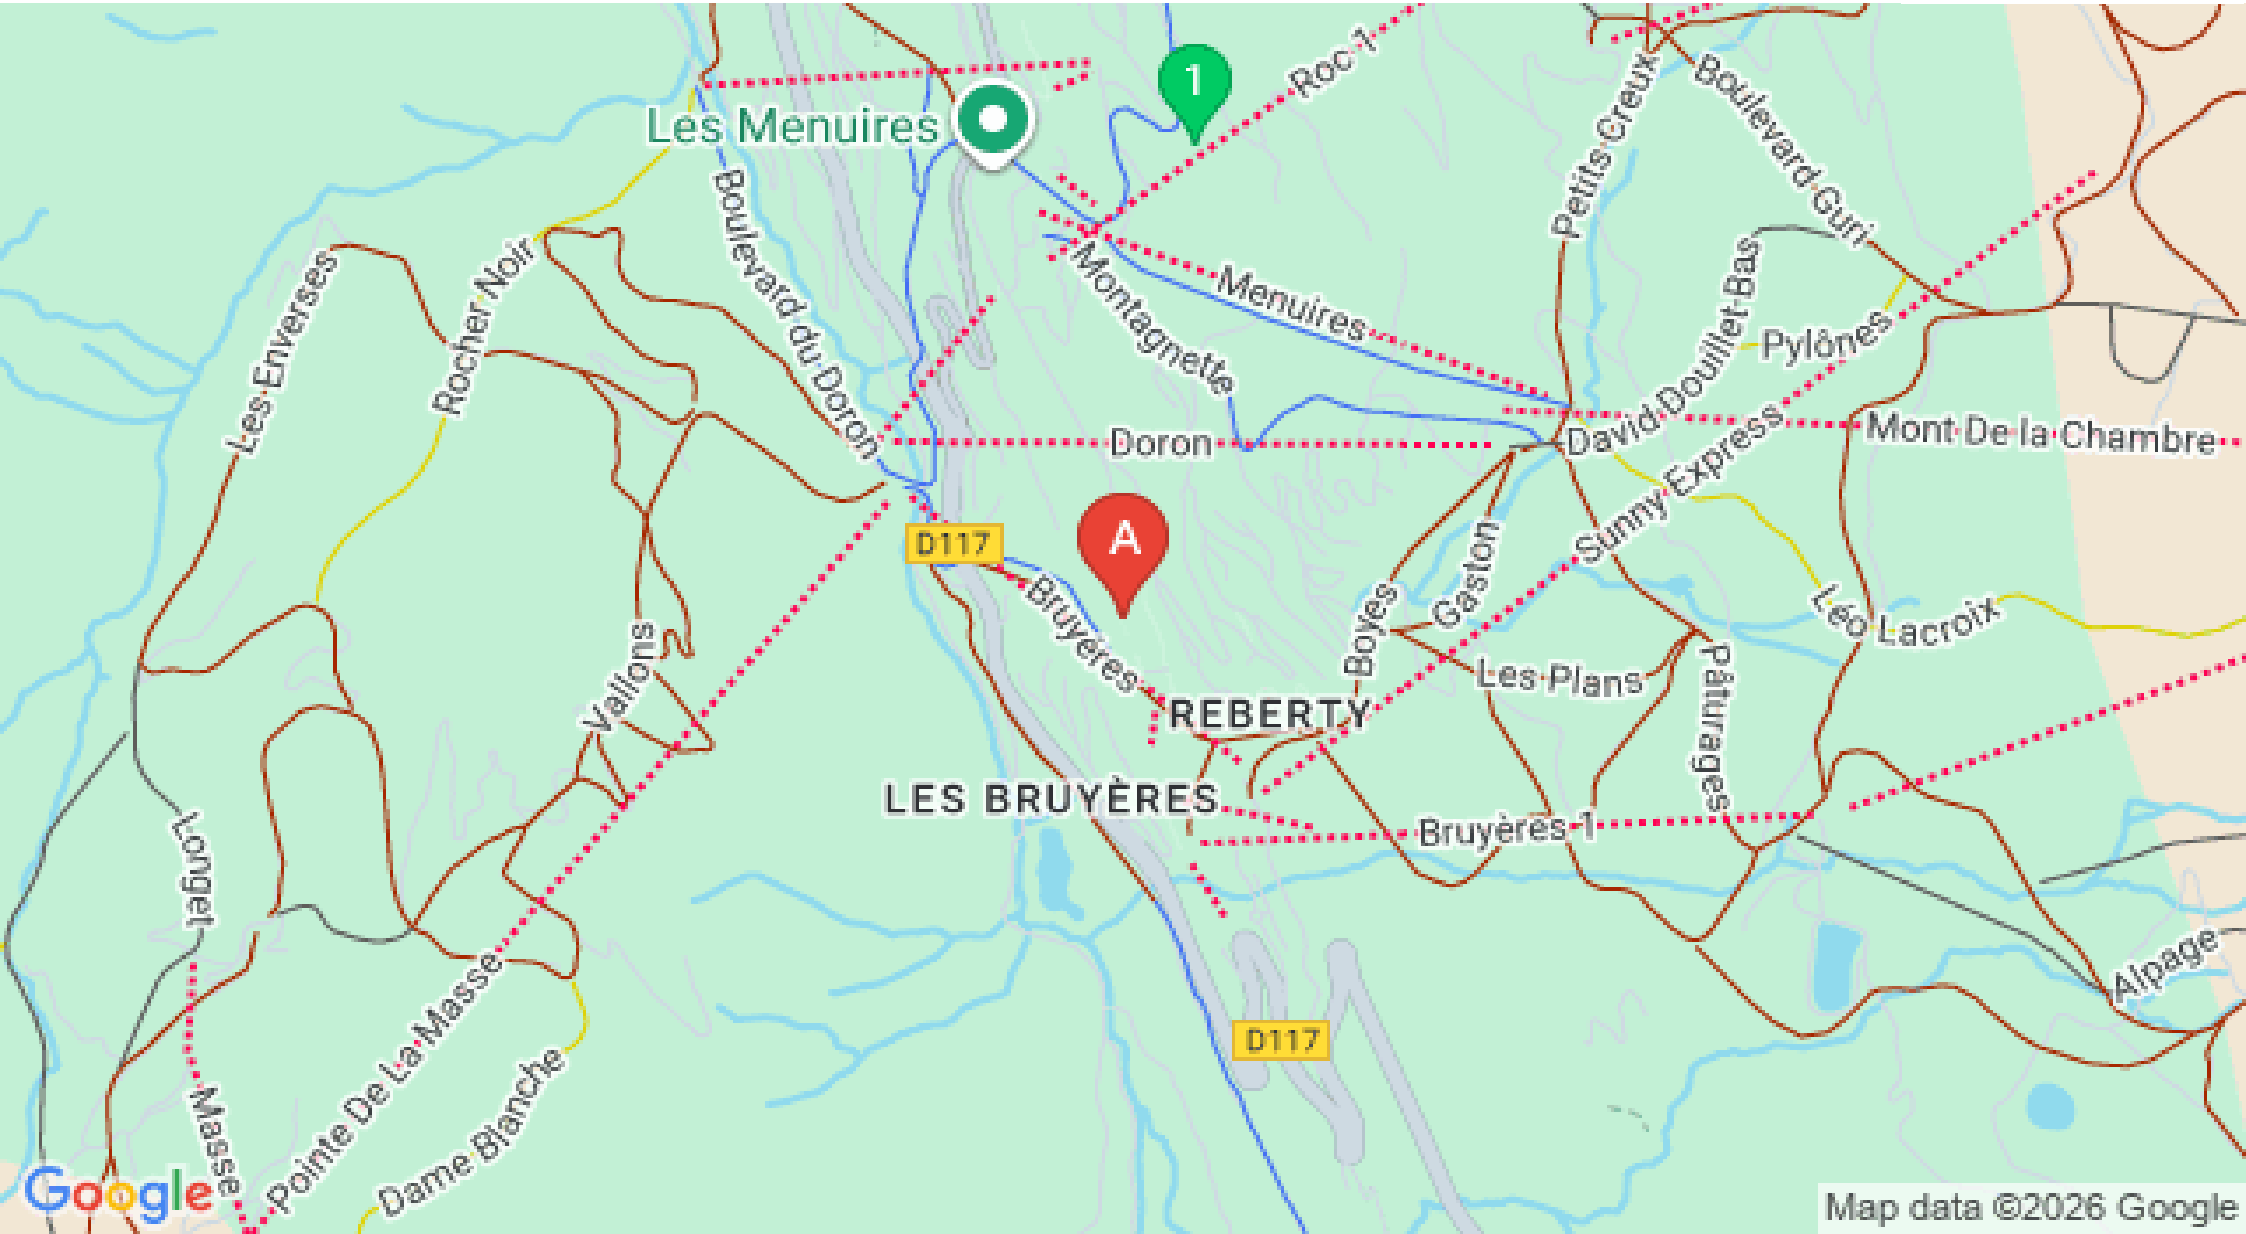 Roc 1
Boulevard Guri
1
Petits Creux
Les Menuires
Boulevard du Doron
Les Enverses
Rocher Noir
Montagnette
Menuires
David Douillet Bas
Pylônes
Mont De la Chambre
Doron
Sunny Express
A
D117
Gaston
Bruyères
Boyes
Léo Lacroix
Les Plans
Vallons
Pâturages
REBERTY
LES BRUYÈRES
Bruyères 1
Longet
Alpage
Pointe De La Masse
D117
Masse
Dame Blanche
Google
Map data ©2026 Google